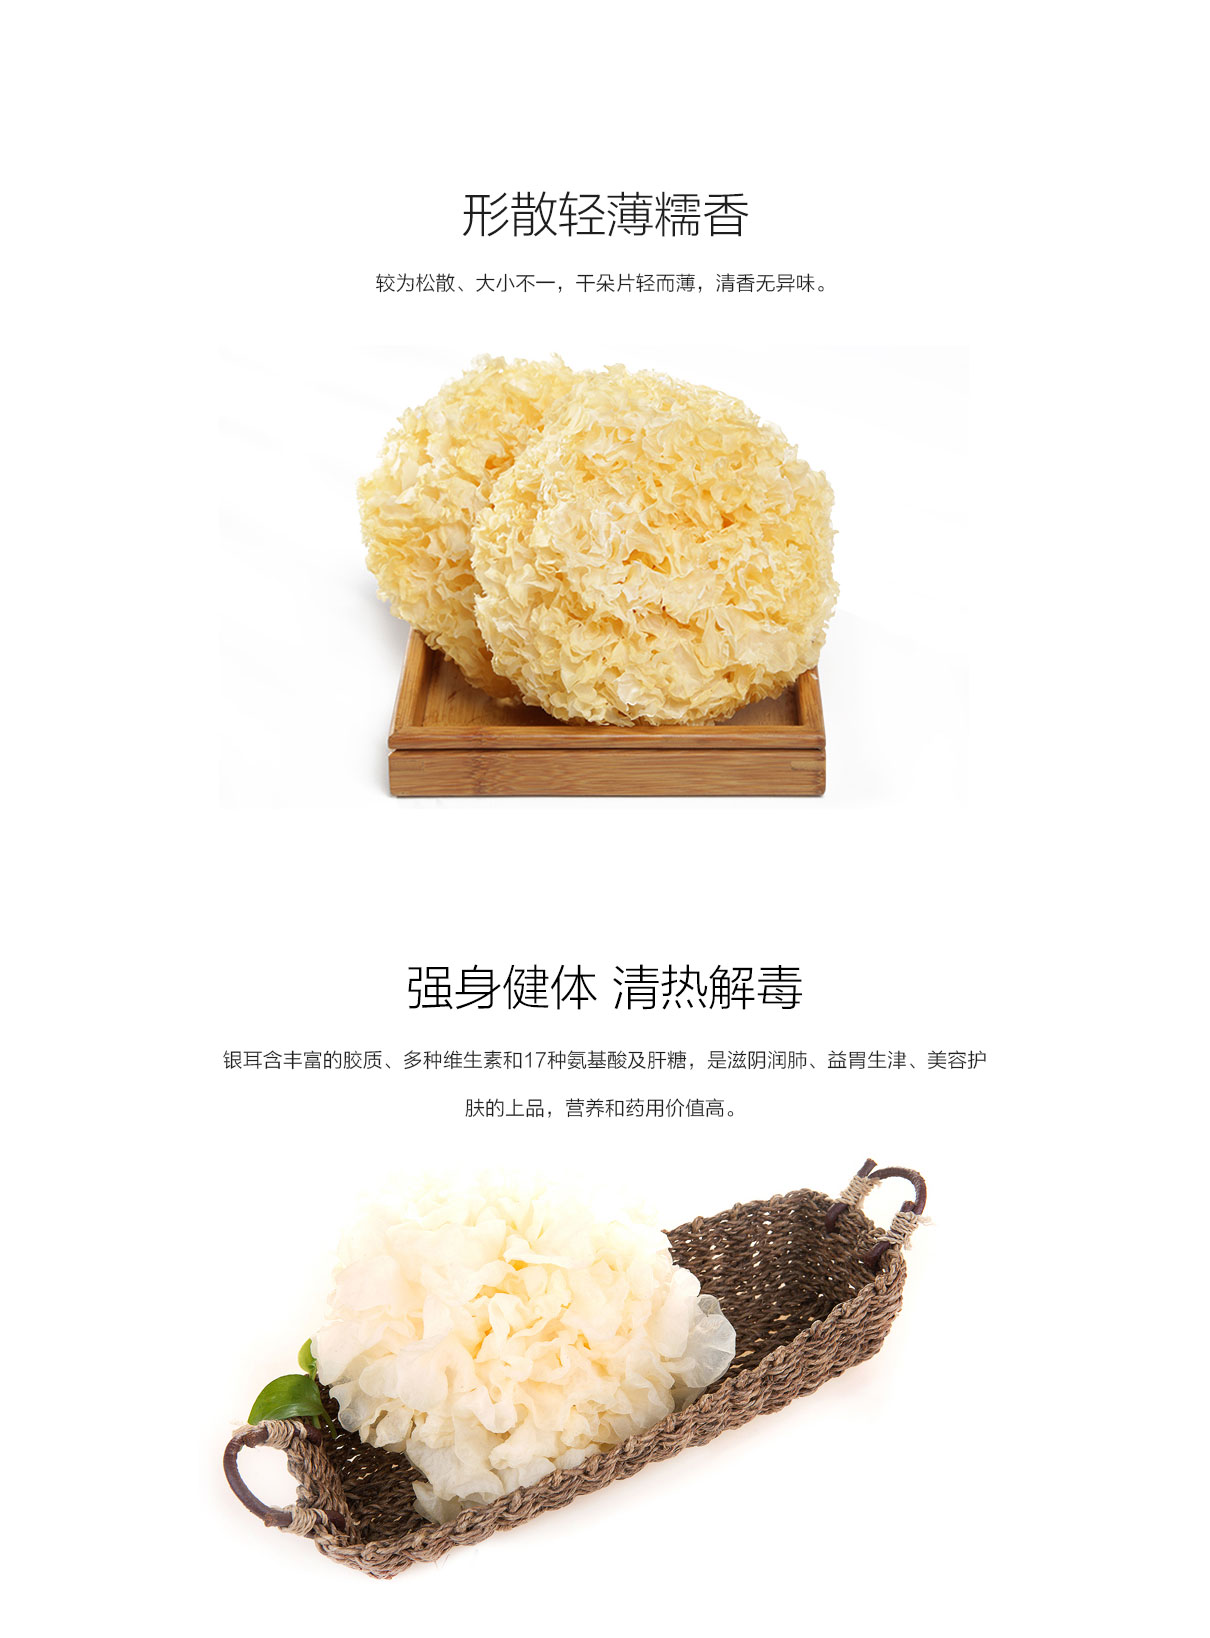 形散轻薄糯香
较为松散、大小不一，干朵片轻而薄，清香无异味。
强身健体 清热解毒
银耳含丰富的胶质、多种维生素和17种氨基酸及肝糖，是滋阴润肺、益胃生津、美容护
肤的上品，营养和药用价值高。